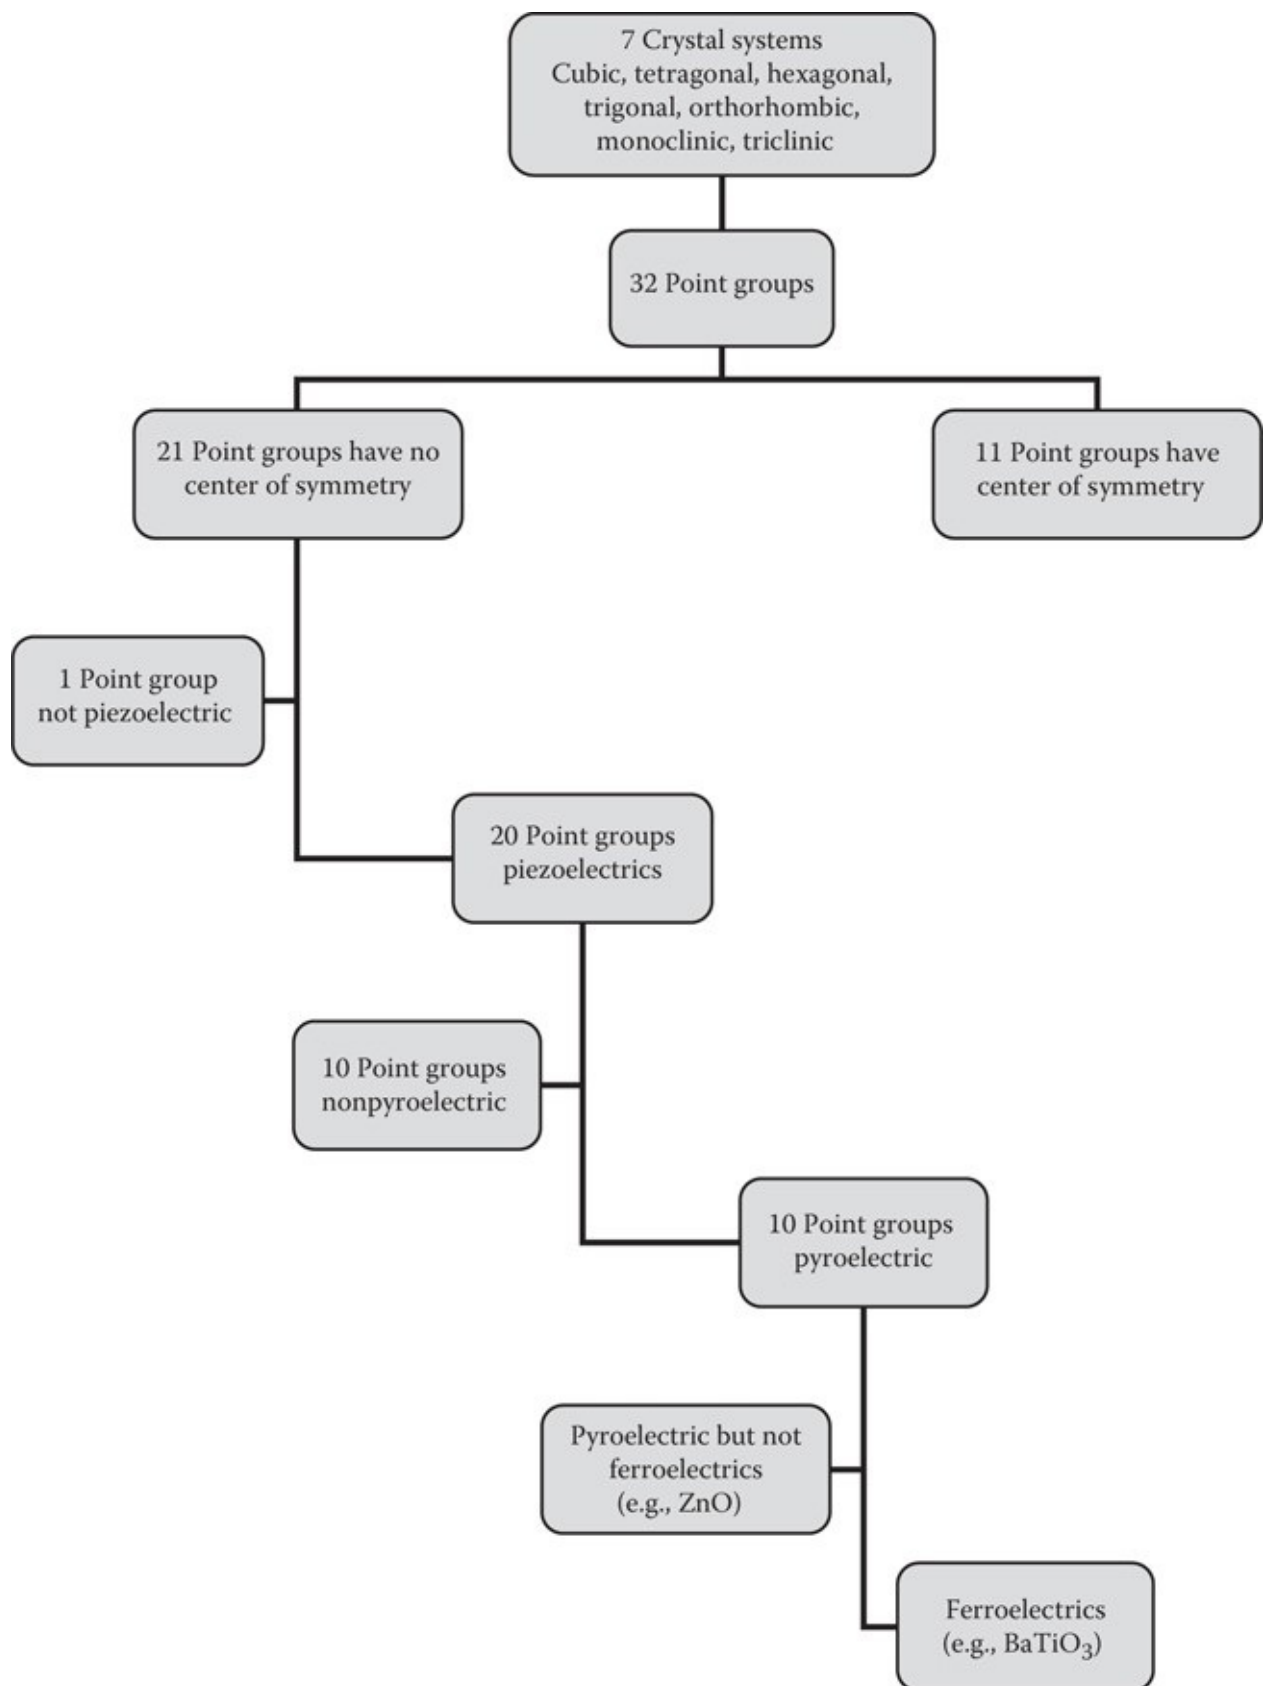 7 Crystal systems
Cubic, tetragonal, hexagonal,
trigonal, orthorhombic,
monoclinic, triclinic
32 Point groups
21 Point groups have no
center of symmetry
11 Point groups have
center of symmetry
1 Point group
not piezoelectric
20 Point groups
piezoelectrics
10 Point groups
nonpyroelectric
10 Point groups
pyroelectric
Pyroelectric but not
ferroelectrics
(e.g., ZnO)
Ferroelectrics
(e.g., BaTiO₃)